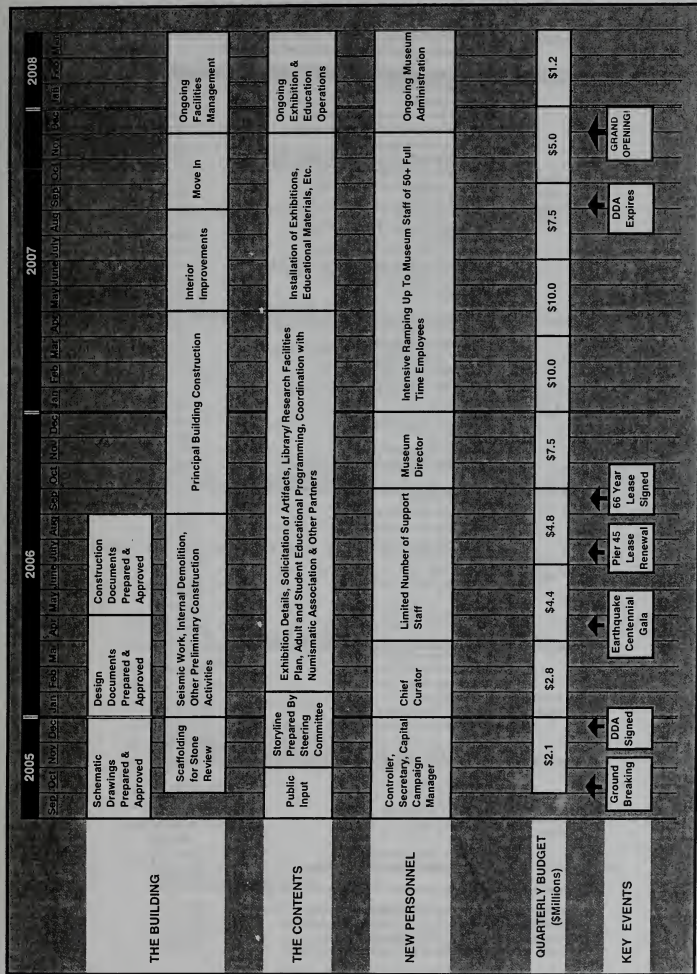 2005
2006
2007
2008
Sep Oct Nov Dec Jan Feb Mar Apr May June July Aug Sep Oct Nov Dec Jan Feb Mar Apr May June July Aug Sep Oct Nov Dec Jan Feb Mar
THE BUILDING
Schematic
Drawings
Prepared &
Approved
Design
Documents
Prepared &
Approved
Construction
Documents
Prepared &
Approved
Scaffolding
for Stone
Review
Seismic Work, Internal Demolition,
Other Preliminary Construction
Activities
Principal Building Construction
Interior
Improvements
Move In
Ongoing
Facilities
Management
THE CONTENTS
Public
Input
Storyline
Prepared By
Steering
Committee
Exhibition Details, Solicitation of Artifacts, Library/ Research Facilities
Plan, Adult and Student Educational Programming, Coordination with
Numismatic Association & Other Partners
Installation of Exhibitions,
Educational Materials, Etc.
Ongoing
Exhibition &
Education
Operations
NEW PERSONNEL
Controller,
Secretary, Capital
Campaign
Manager
Chief
Curator
Limited Number of Support
Staff
Museum
Director
Intensive Ramping Up To Museum Staff of 50+ Full
Time Employees
Ongoing Museum
Administration
QUARTERLY BUDGET
($Millions)
$2.1
$2.8
$4.4
$4.8
$7.5
$10.0
$10.0
$7.5
$5.0
$1.2
KEY EVENTS
Ground
Breaking
DDA
Signed
Earthquake
Centennial
Gala
Pier 45
Lease
Renewal
66 Year
Lease
Signed
DDA
Expires
GRAND
OPENING!